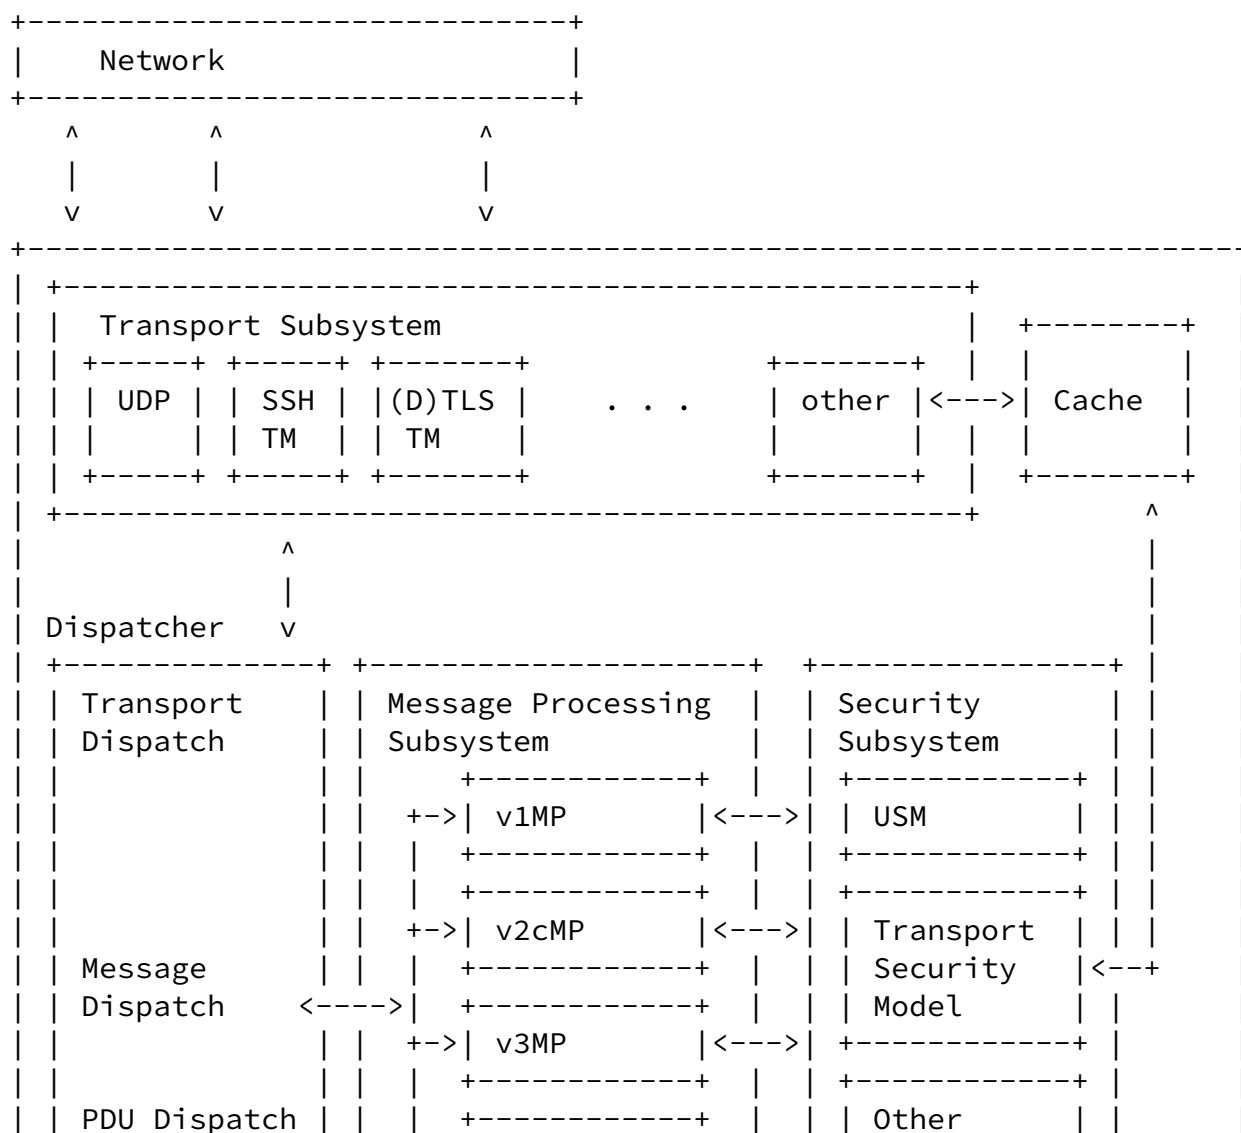 Network
Transport Subsystem
UDP SSH (D)TLS . . . other Cache
TM TM
Dispatcher
Transport Message Processing Security
Dispatch Subsystem Subsystem
v1MP USM
v2cMP Transport
Message Security
Dispatch Model
v3MP
PDU Dispatch Other